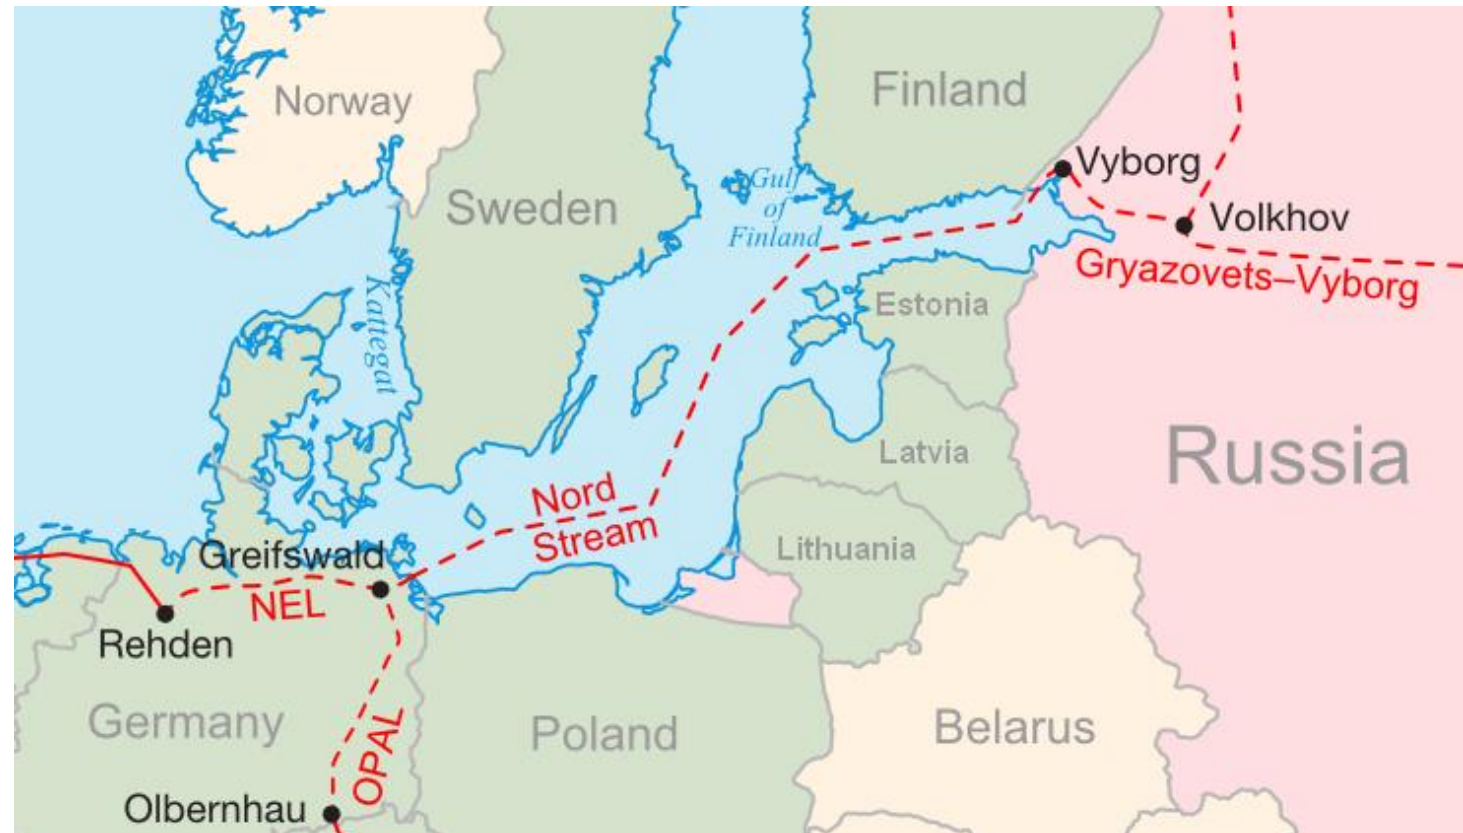 Norway
Finland
Sweden
Gulf
of
Finland
Vyborg
Volkhov
Gryazovets–Vyborg
Kattegat
Estonia
Russia
Latvia
Nord
Stream
Lithuania
Greifswald
NEL
Rehden
Germany
OPAL
Poland
Belarus
Olbernhau